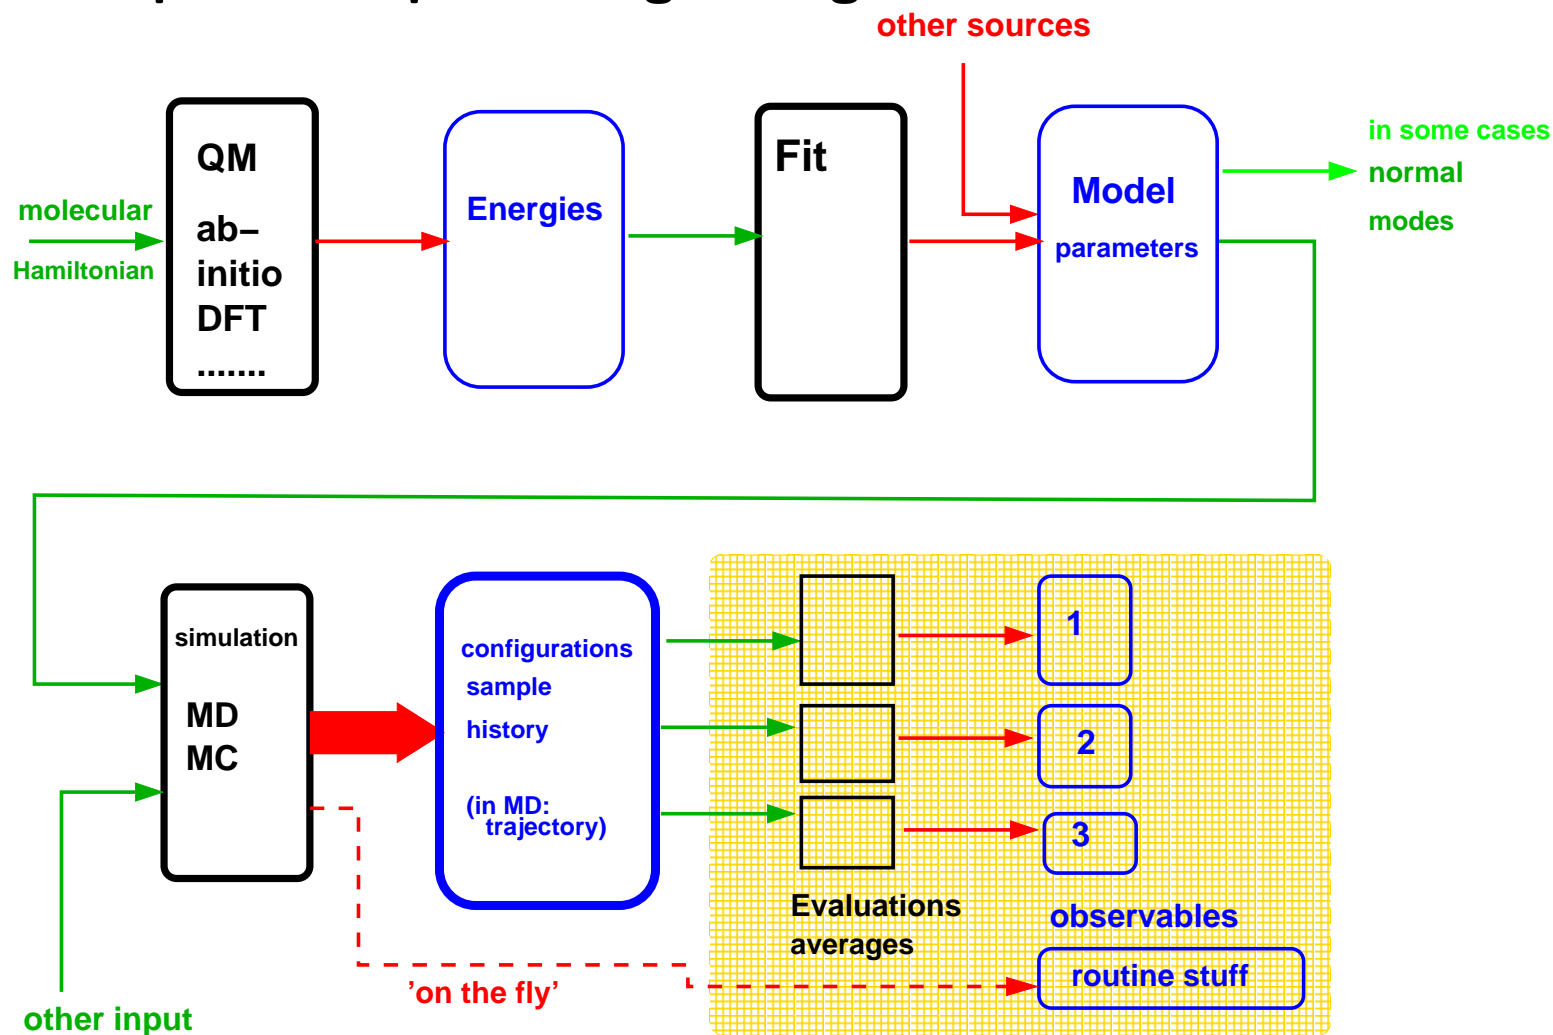 other sources
molecular
Hamiltonian
QM
ab–
initio
DFT
.......
Energies
Fit
Model
parameters
in some cases
normal
modes
simulation
MD
MC
configurations
sample
history
(in MD:
trajectory)
1
2
3
Evaluations
averages
observables
routine stuff
’on the fly’
other input